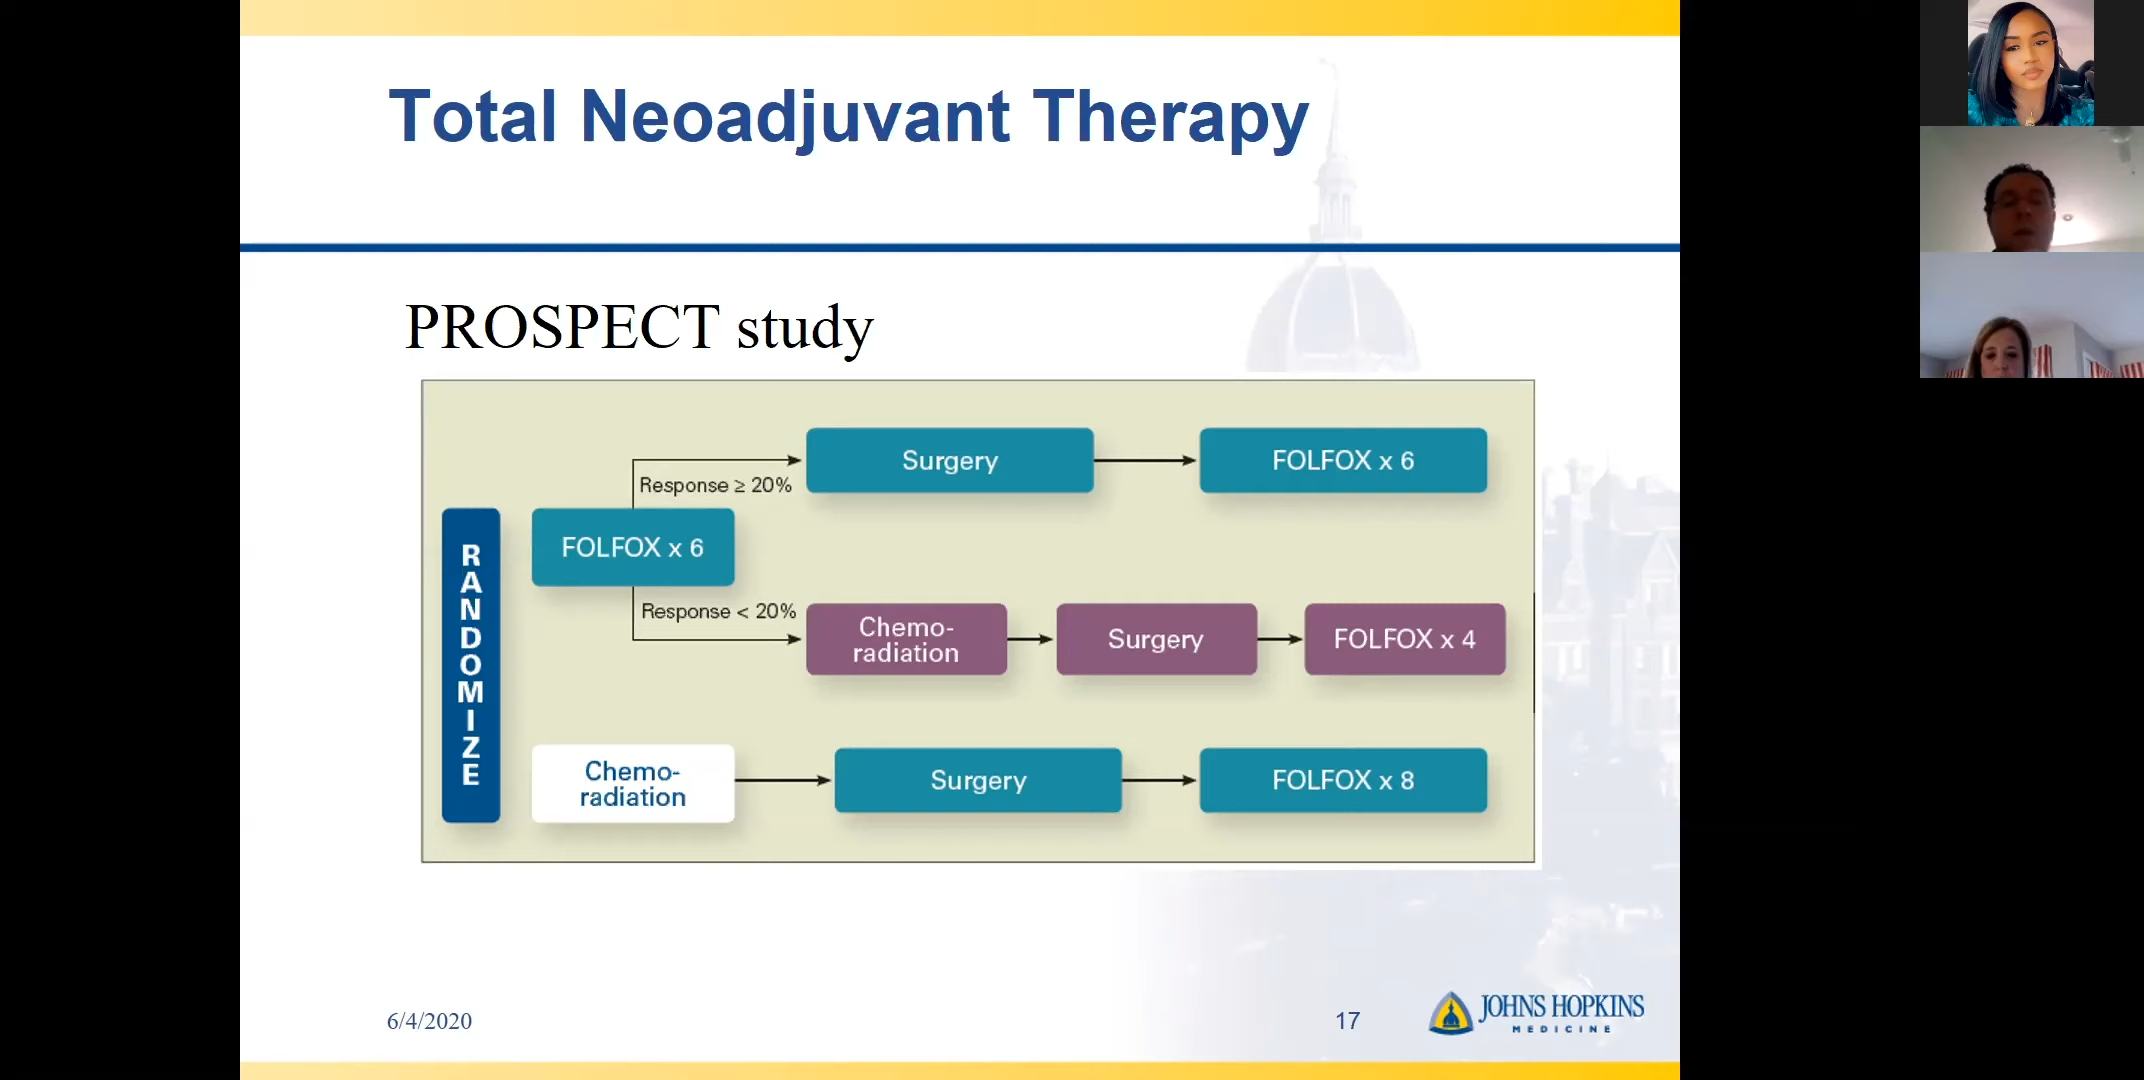 Total Neoadjuvant Therapy
PROSPECT study
RANDOMIZE
FOLFOX x 6
Response ≥ 20%
Surgery
FOLFOX x 6
Response < 20%
Chemo-
radiation
Surgery
FOLFOX x 4
Chemo-
radiation
Surgery
FOLFOX x 8
6/4/2020
17
JOHNS HOPKINS
MEDICINE